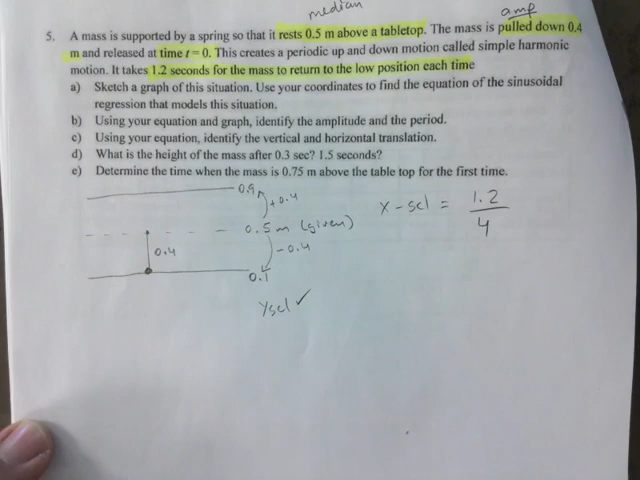 median
amp
5. A mass is supported by a spring so that it rests 0.5 m above a tabletop. The mass is pulled down 0.4
m and released at time t = 0. This creates a periodic up and down motion called simple harmonic
motion. It takes 1.2 seconds for the mass to return to the low position each time
a) Sketch a graph of this situation. Use your coordinates to find the equation of the sinusoidal
regression that models this situation.
b) Using your equation and graph, identify the amplitude and the period.
c) Using your equation, identify the vertical and horizontal translation.
d) What is the height of the mass after 0.3 sec? 1.5 seconds?
e) Determine the time when the mass is 0.75 m above the table top for the first time.
0.9
+0.4
x-scl = 1.2
4
0.5m (given)
0.4
-0.4
0.1
Yscl ✓